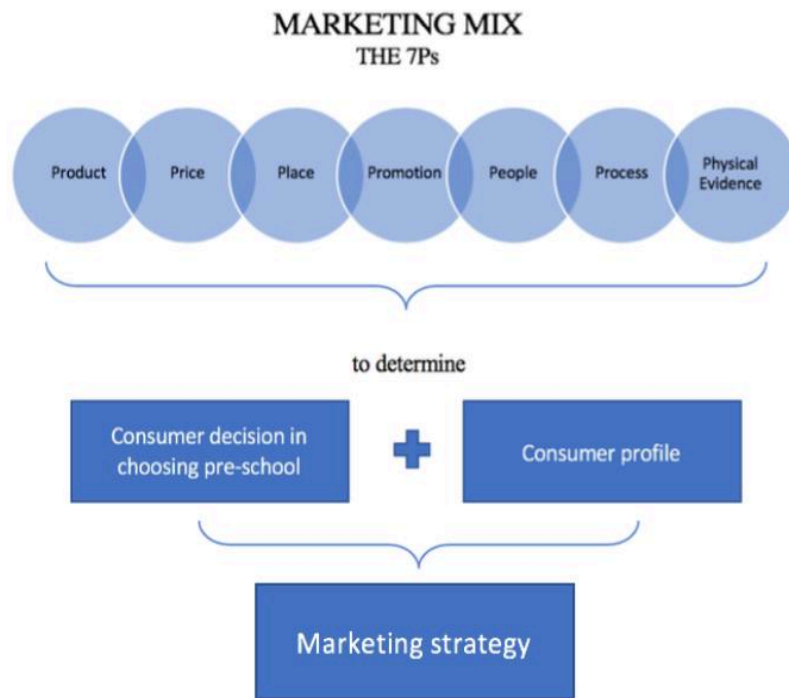 MARKETING MIX
THE 7Ps
Product
Price
Place
Promotion
People
Process
Physical
Evidence
to determine
Consumer decision in
choosing pre-school
Consumer profile
Marketing strategy